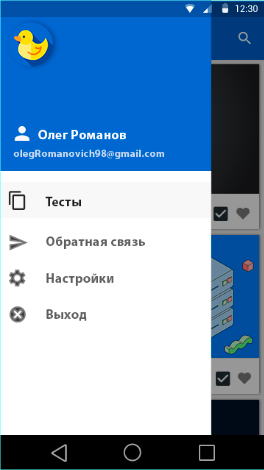 12:30
Олег Романов
olegRomanovich98@gmail.com
Тесты
Обратная связь
Настройки
Выход